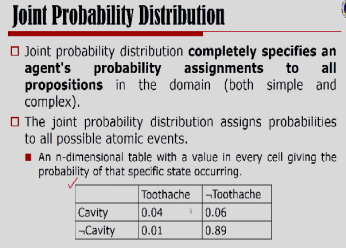 Joint Probability Distribution
Joint probability distribution completely specifies an
agent's probability assignments to all
propositions in the domain (both simple and
complex).
The joint probability distribution assigns probabilities
to all possible atomic events.
An n-dimensional table with a value in every cell giving the
probability of that specific state occurring.
Toothache ¬Toothache
Cavity 0.04 0.06
¬Cavity 0.01 0.89